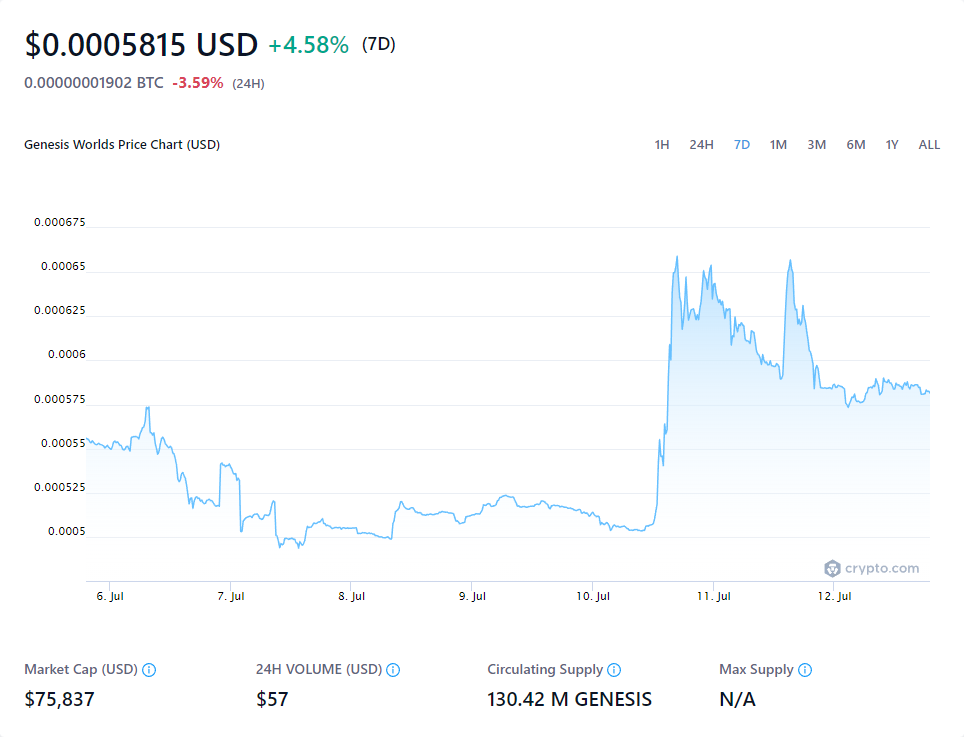 $0.0005815 USD +4.58% (7D)
0.00000001902 BTC -3.59% (24H)
Genesis Worlds Price Chart (USD) 1H 24H 7D 1M 3M 6M 1Y ALL
0.000675
0.00065
0.000625
0.0006
0.000575
0.00055
0.000525
0.0005
crypto.com
6. Jul 7. Jul 8. Jul 9. Jul 10. Jul 11. Jul 12. Jul
Market Cap (USD) 24H VOLUME (USD) Circulating Supply Max Supply
$75,837 $57 130.42 M GENESIS N/A